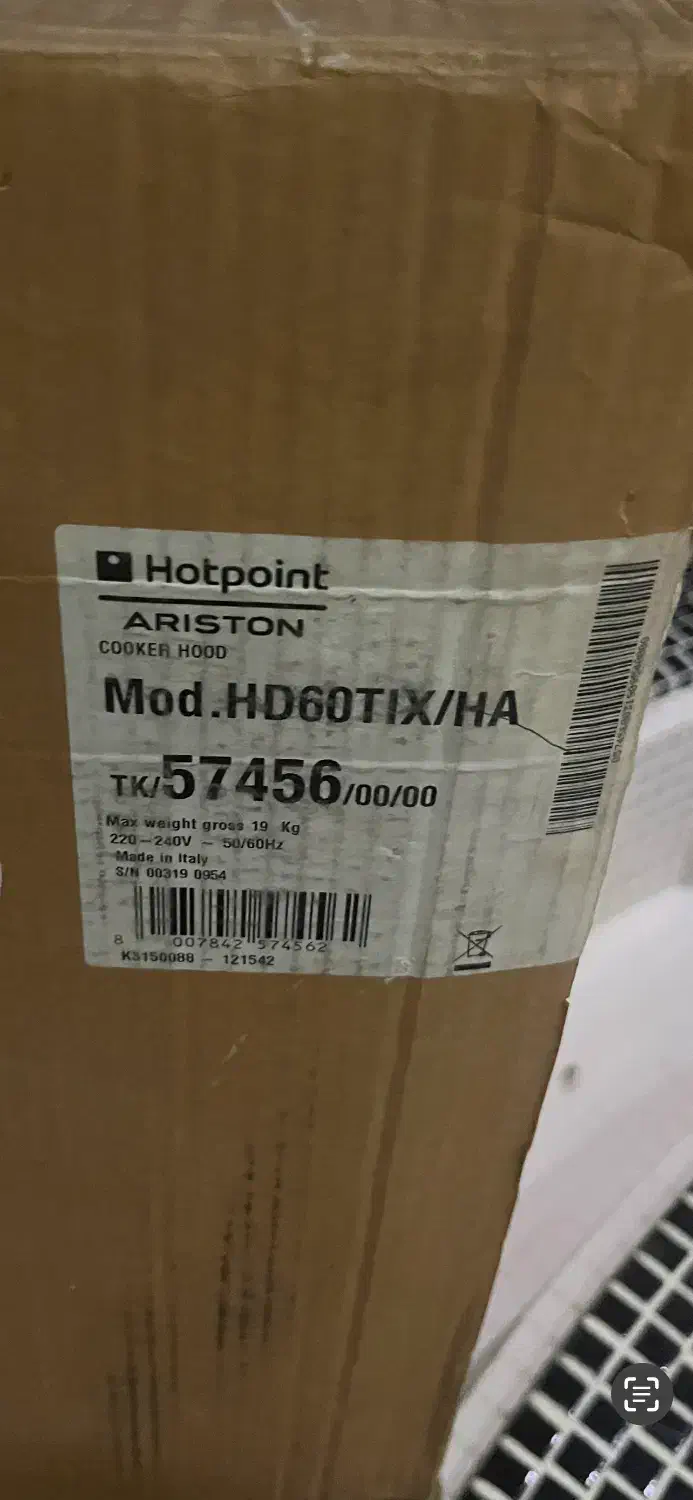 Hotpoint
ARISTON
COOKER HOOD
Mod.HD60TIX/HA
TK/57456/00/00
Max weight gross 19 Kg
220-240V ~ 50/60Hz
Made in Italy
S/N 00319 0954
8 007842 574562
KS150088 - 121542